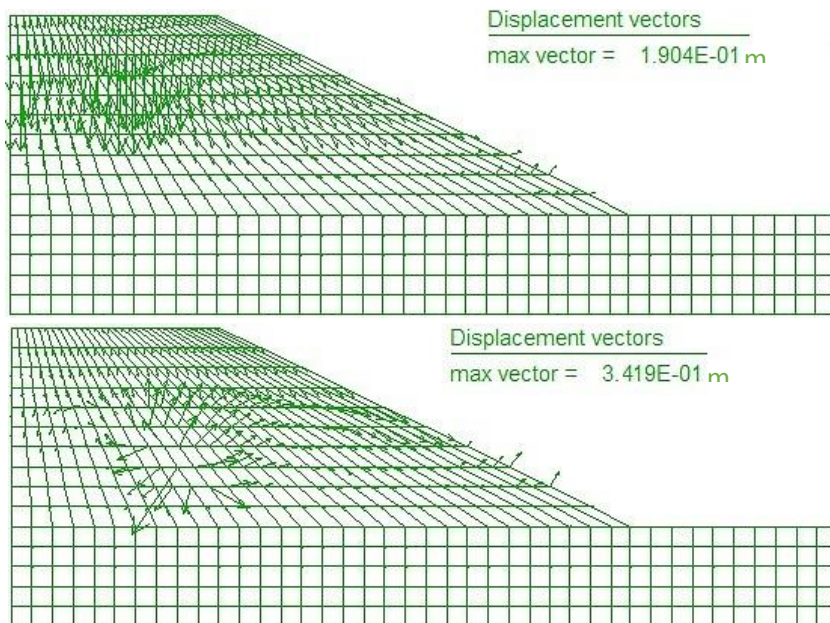 Displacement vectors
max vector = 1.904E-01 m
Displacement vectors
max vector = 3.419E-01 m